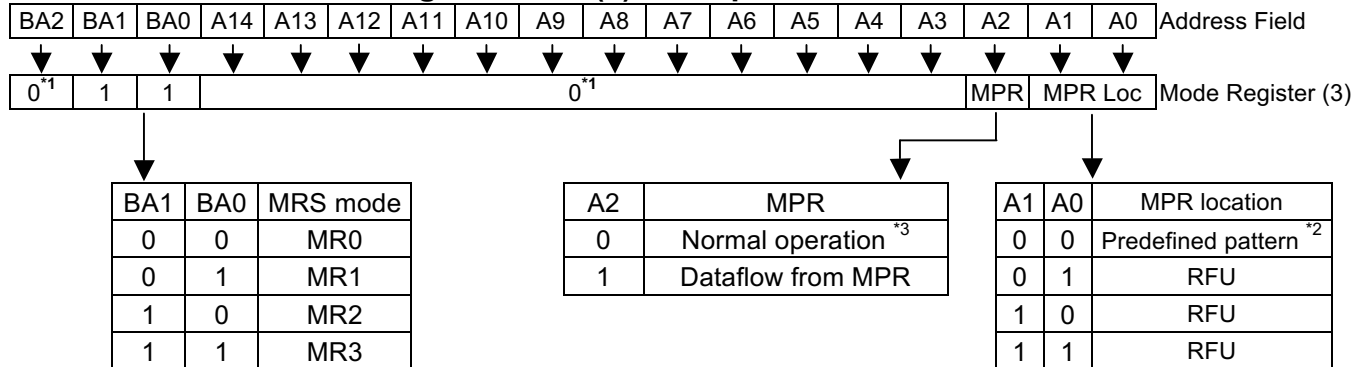 BA2 BA1 BA0 A14 A13 A12 A11 A10 A9 A8 A7 A6 A5 A4 A3 A2 A1 A0 Address Field
0*1 1 1 0*1 MPR MPR Loc Mode Register (3)
BA1 BA0 MRS mode
0 0 MR0
0 1 MR1
1 0 MR2
1 1 MR3
A2 MPR
0 Normal operation *3
1 Dataflow from MPR
A1 A0 MPR location
0 0 Predefined pattern *2
0 1 RFU
1 0 RFU
1 1 RFU